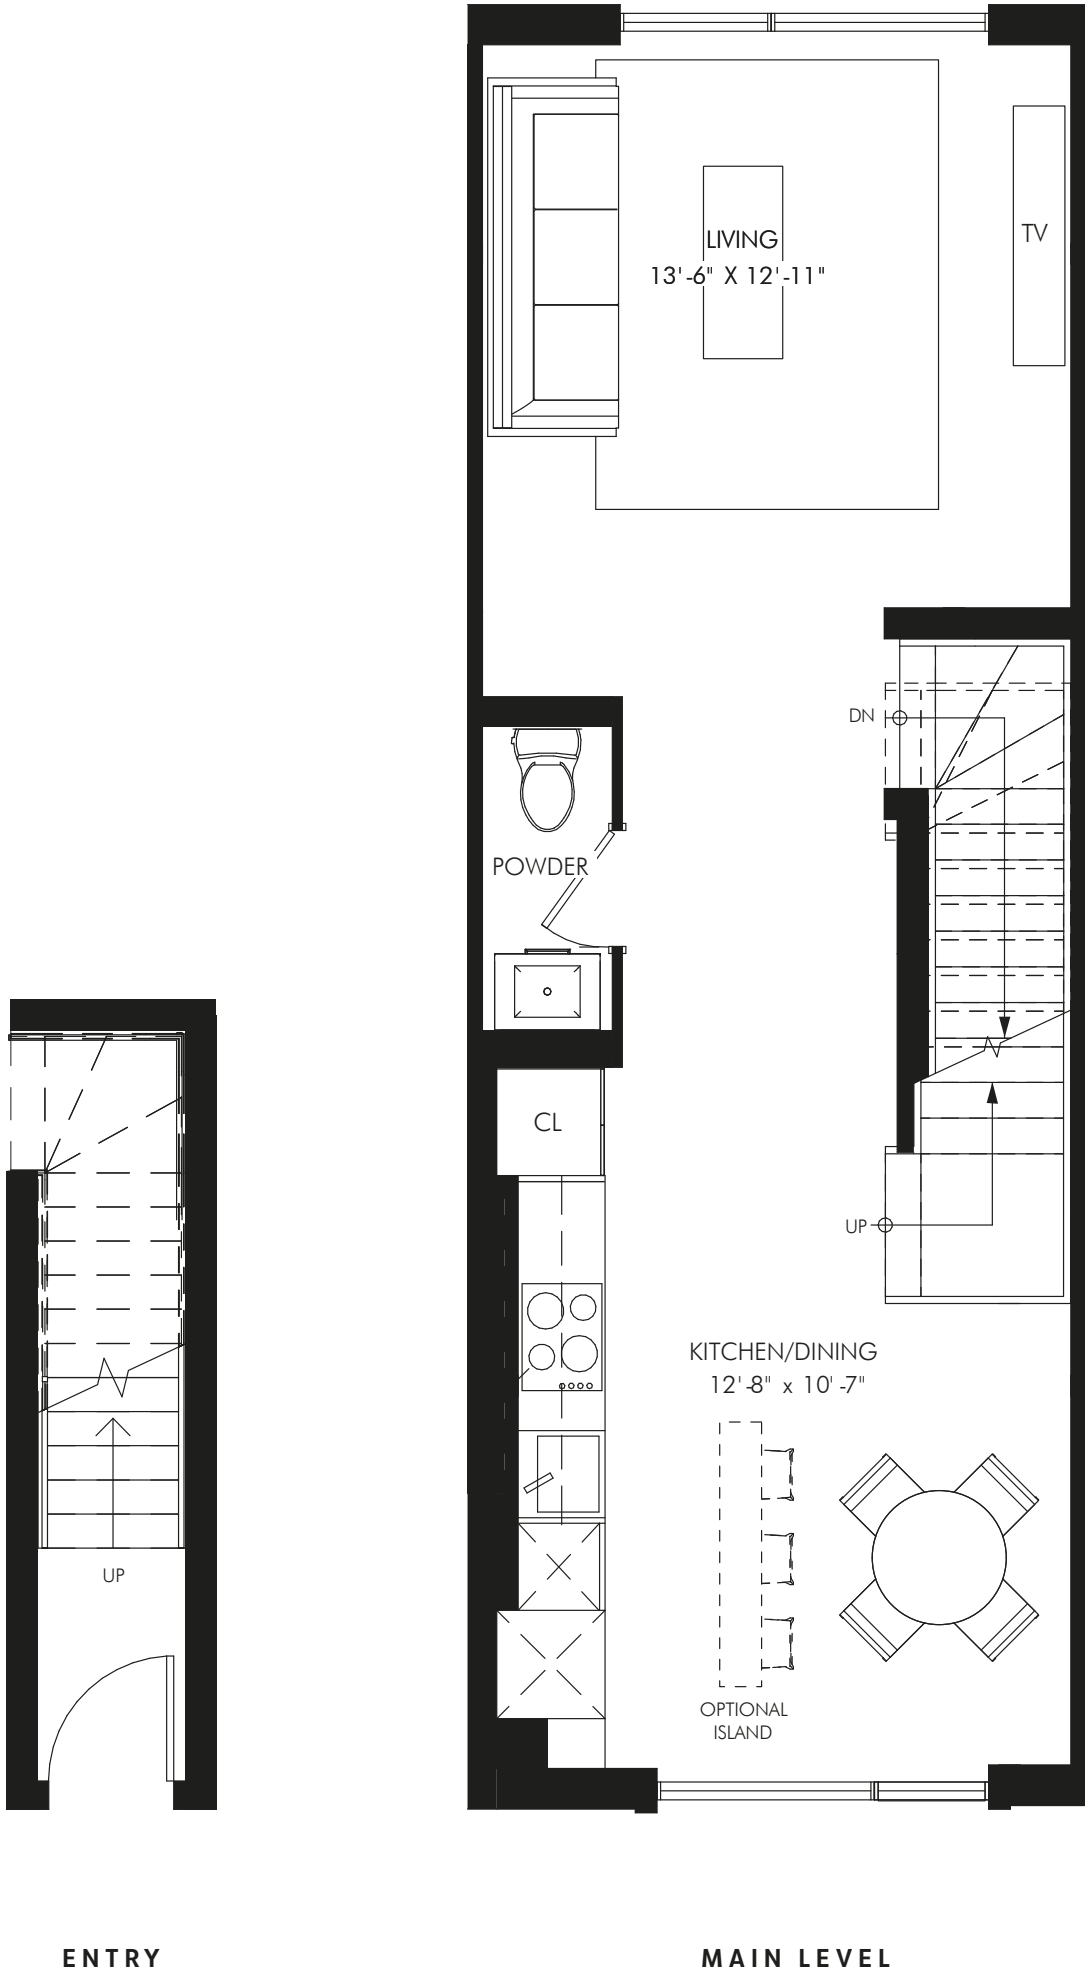 LIVING
13'-6" X 12'-11"
TV
DN
POWDER
CL
UP
KITCHEN/DINING
12'-8" x 10'-7"
UP
OPTIONAL
ISLAND
ENTRY
MAIN LEVEL